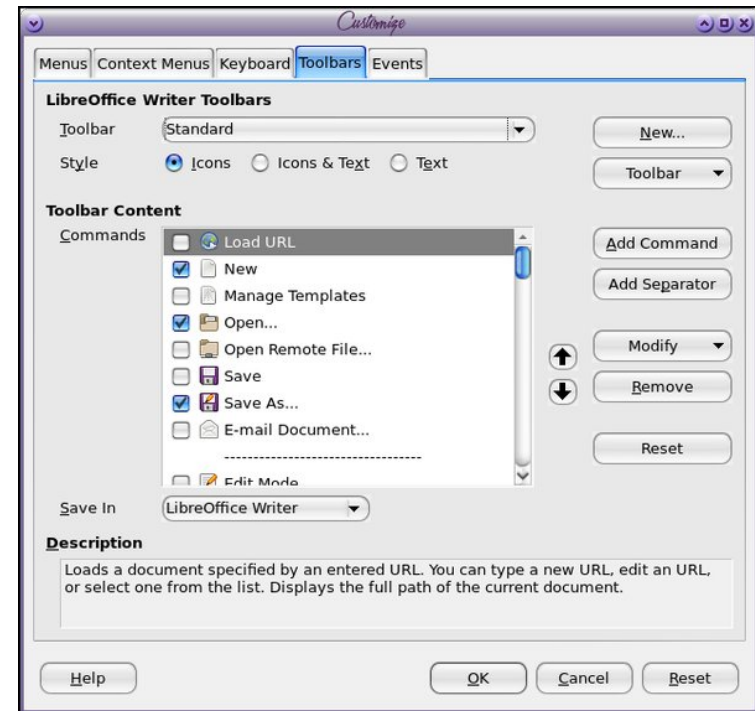 Customize
Menus Context Menus Keyboard Toolbars Events
LibreOffice Writer Toolbars
Toolbar Standard New...
Style Icons Icons & Text Text Toolbar
Toolbar Content
Commands Load URL Add Command
New
Manage Templates Add Separator
Open...
Open Remote File... Modify
Save
Save As... Remove
E-mail Document...
---------------------------------- Reset
Edit Mode
Save In LibreOffice Writer
Description
Loads a document specified by an entered URL. You can type a new URL, edit an URL,
or select one from the list. Displays the full path of the current document.
Help OK Cancel Reset